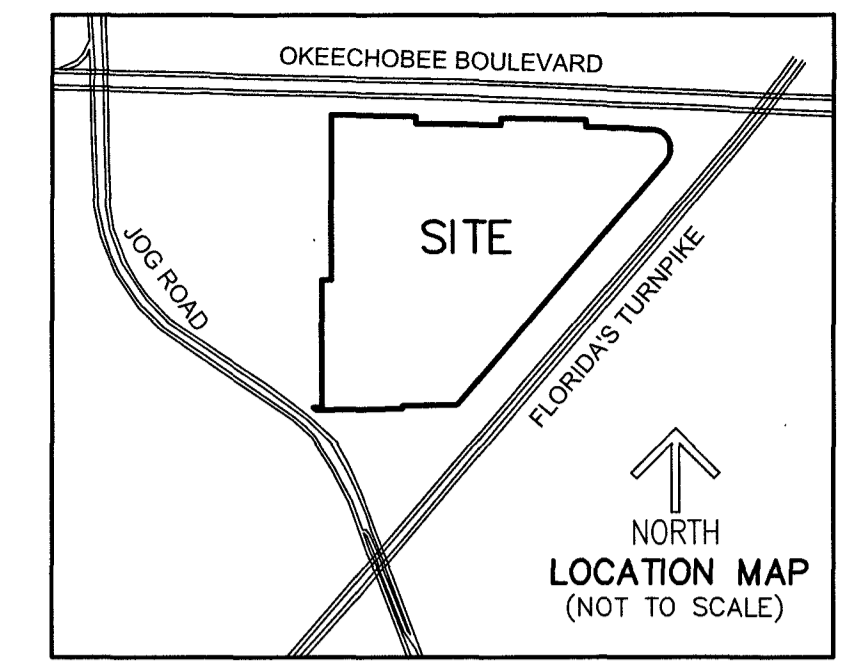 OKEECHOBEE BOULEVARD
SITE
JOG ROAD
FLORIDA'S TURNPIKE
NORTH
LOCATION MAP
(NOT TO SCALE)